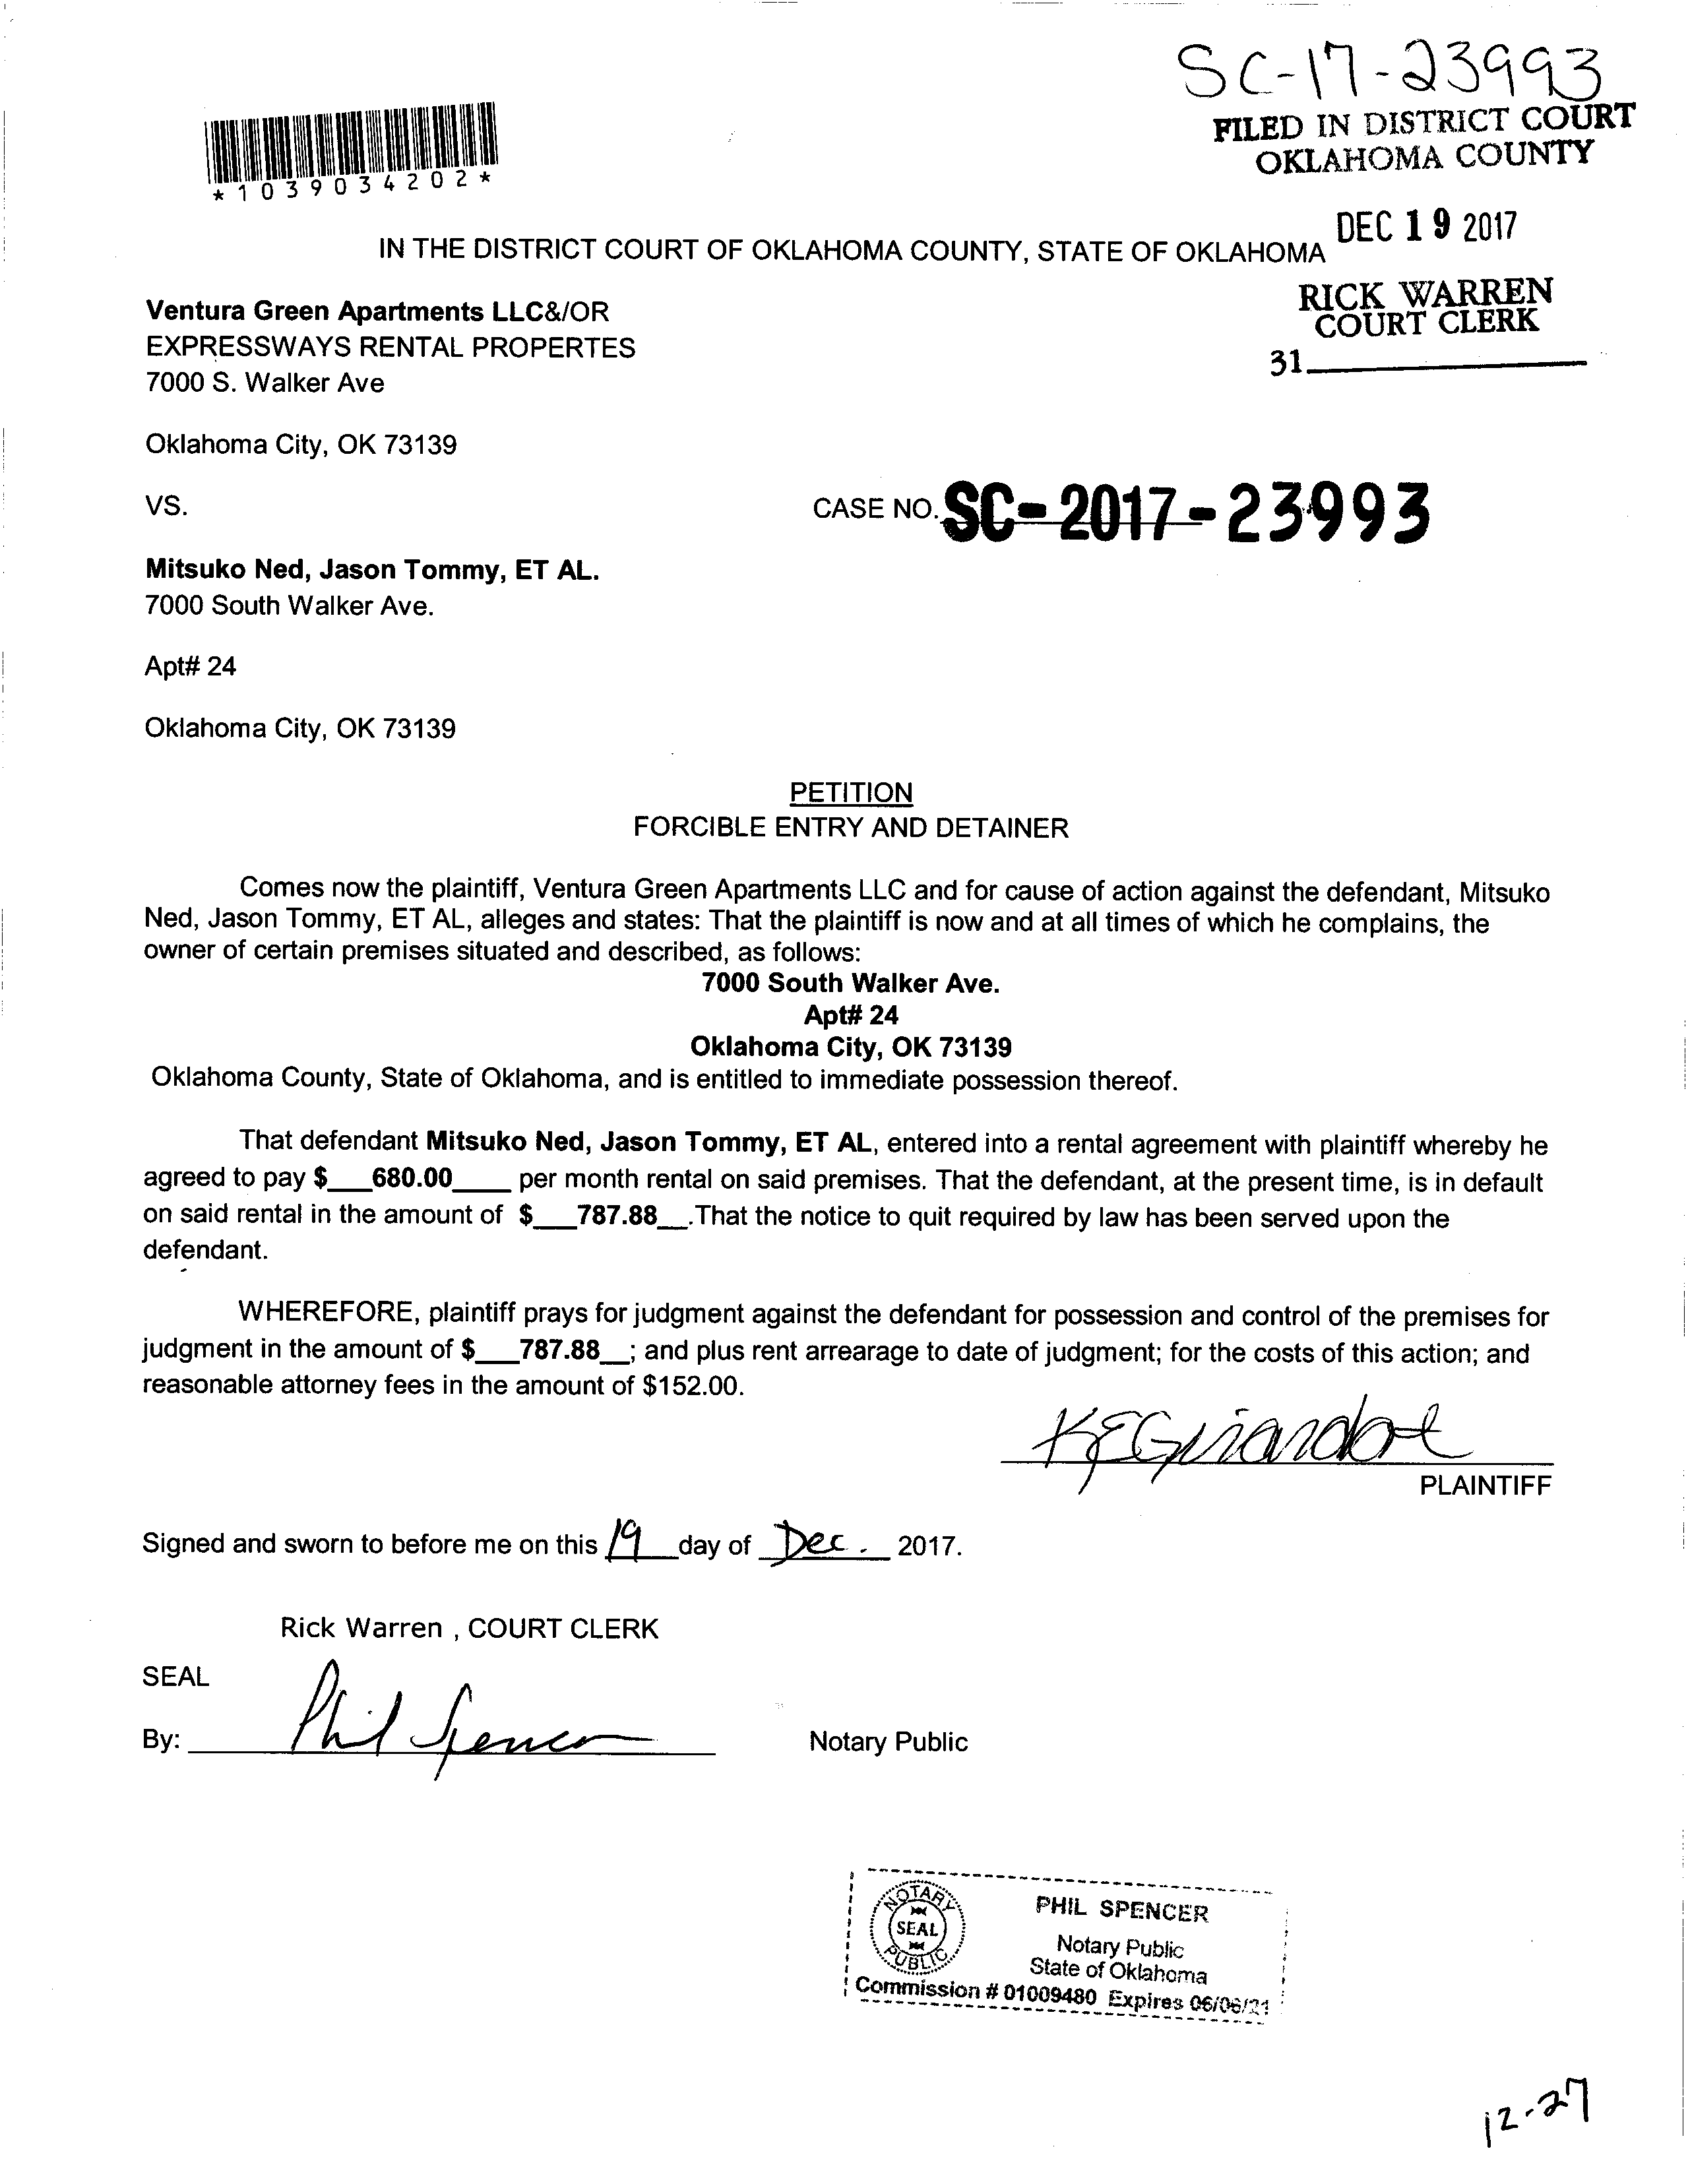 SC-17-23993
FILED IN DISTRICT COURT
OKLAHOMA COUNTY
*1039034202*
DEC 19 2017
IN THE DISTRICT COURT OF OKLAHOMA COUNTY, STATE OF OKLAHOMA
RICK WARREN
COURT CLERK
31
Ventura Green Apartments LLC&/OR
EXPRESSWAYS RENTAL PROPERTES
7000 S. Walker Ave
Oklahoma City, OK 73139
VS.
CASE NO. SC-2017-23993
Mitsuko Ned, Jason Tommy, ET AL.
7000 South Walker Ave.
Apt# 24
Oklahoma City, OK 73139
PETITION
FORCIBLE ENTRY AND DETAINER
Comes now the plaintiff, Ventura Green Apartments LLC and for cause of action against the defendant, Mitsuko
Ned, Jason Tommy, ET AL, alleges and states: That the plaintiff is now and at all times of which he complains, the
owner of certain premises situated and described, as follows:
7000 South Walker Ave.
Apt# 24
Oklahoma City, OK 73139
Oklahoma County, State of Oklahoma, and is entitled to immediate possession thereof.
That defendant Mitsuko Ned, Jason Tommy, ET AL, entered into a rental agreement with plaintiff whereby he
agreed to pay $___680.00____ per month rental on said premises. That the defendant, at the present time, is in default
on said rental in the amount of $___787.88__.That the notice to quit required by law has been served upon the
defendant.
WHEREFORE, plaintiff prays for judgment against the defendant for possession and control of the premises for
judgment in the amount of $___787.88__; and plus rent arrearage to date of judgment; for the costs of this action; and
reasonable attorney fees in the amount of $152.00.
KEGirardot
PLAINTIFF
Signed and sworn to before me on this 19 day of Dec. 2017.
Rick Warren , COURT CLERK
SEAL
By: Phil Spencer Notary Public
NOTARY
SEAL
PUBLIC
PHIL SPENCER
Notary Public
State of Oklahoma
Commission # 01009480 Expires 06/06/21
12-27